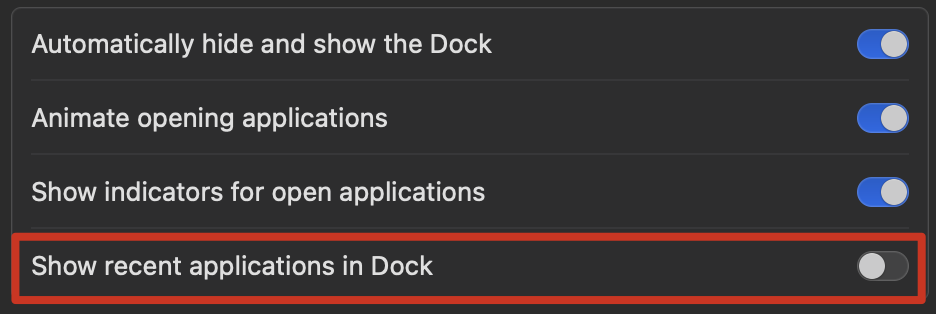 Automatically hide and show the Dock
Animate opening applications
Show indicators for open applications
Show recent applications in Dock